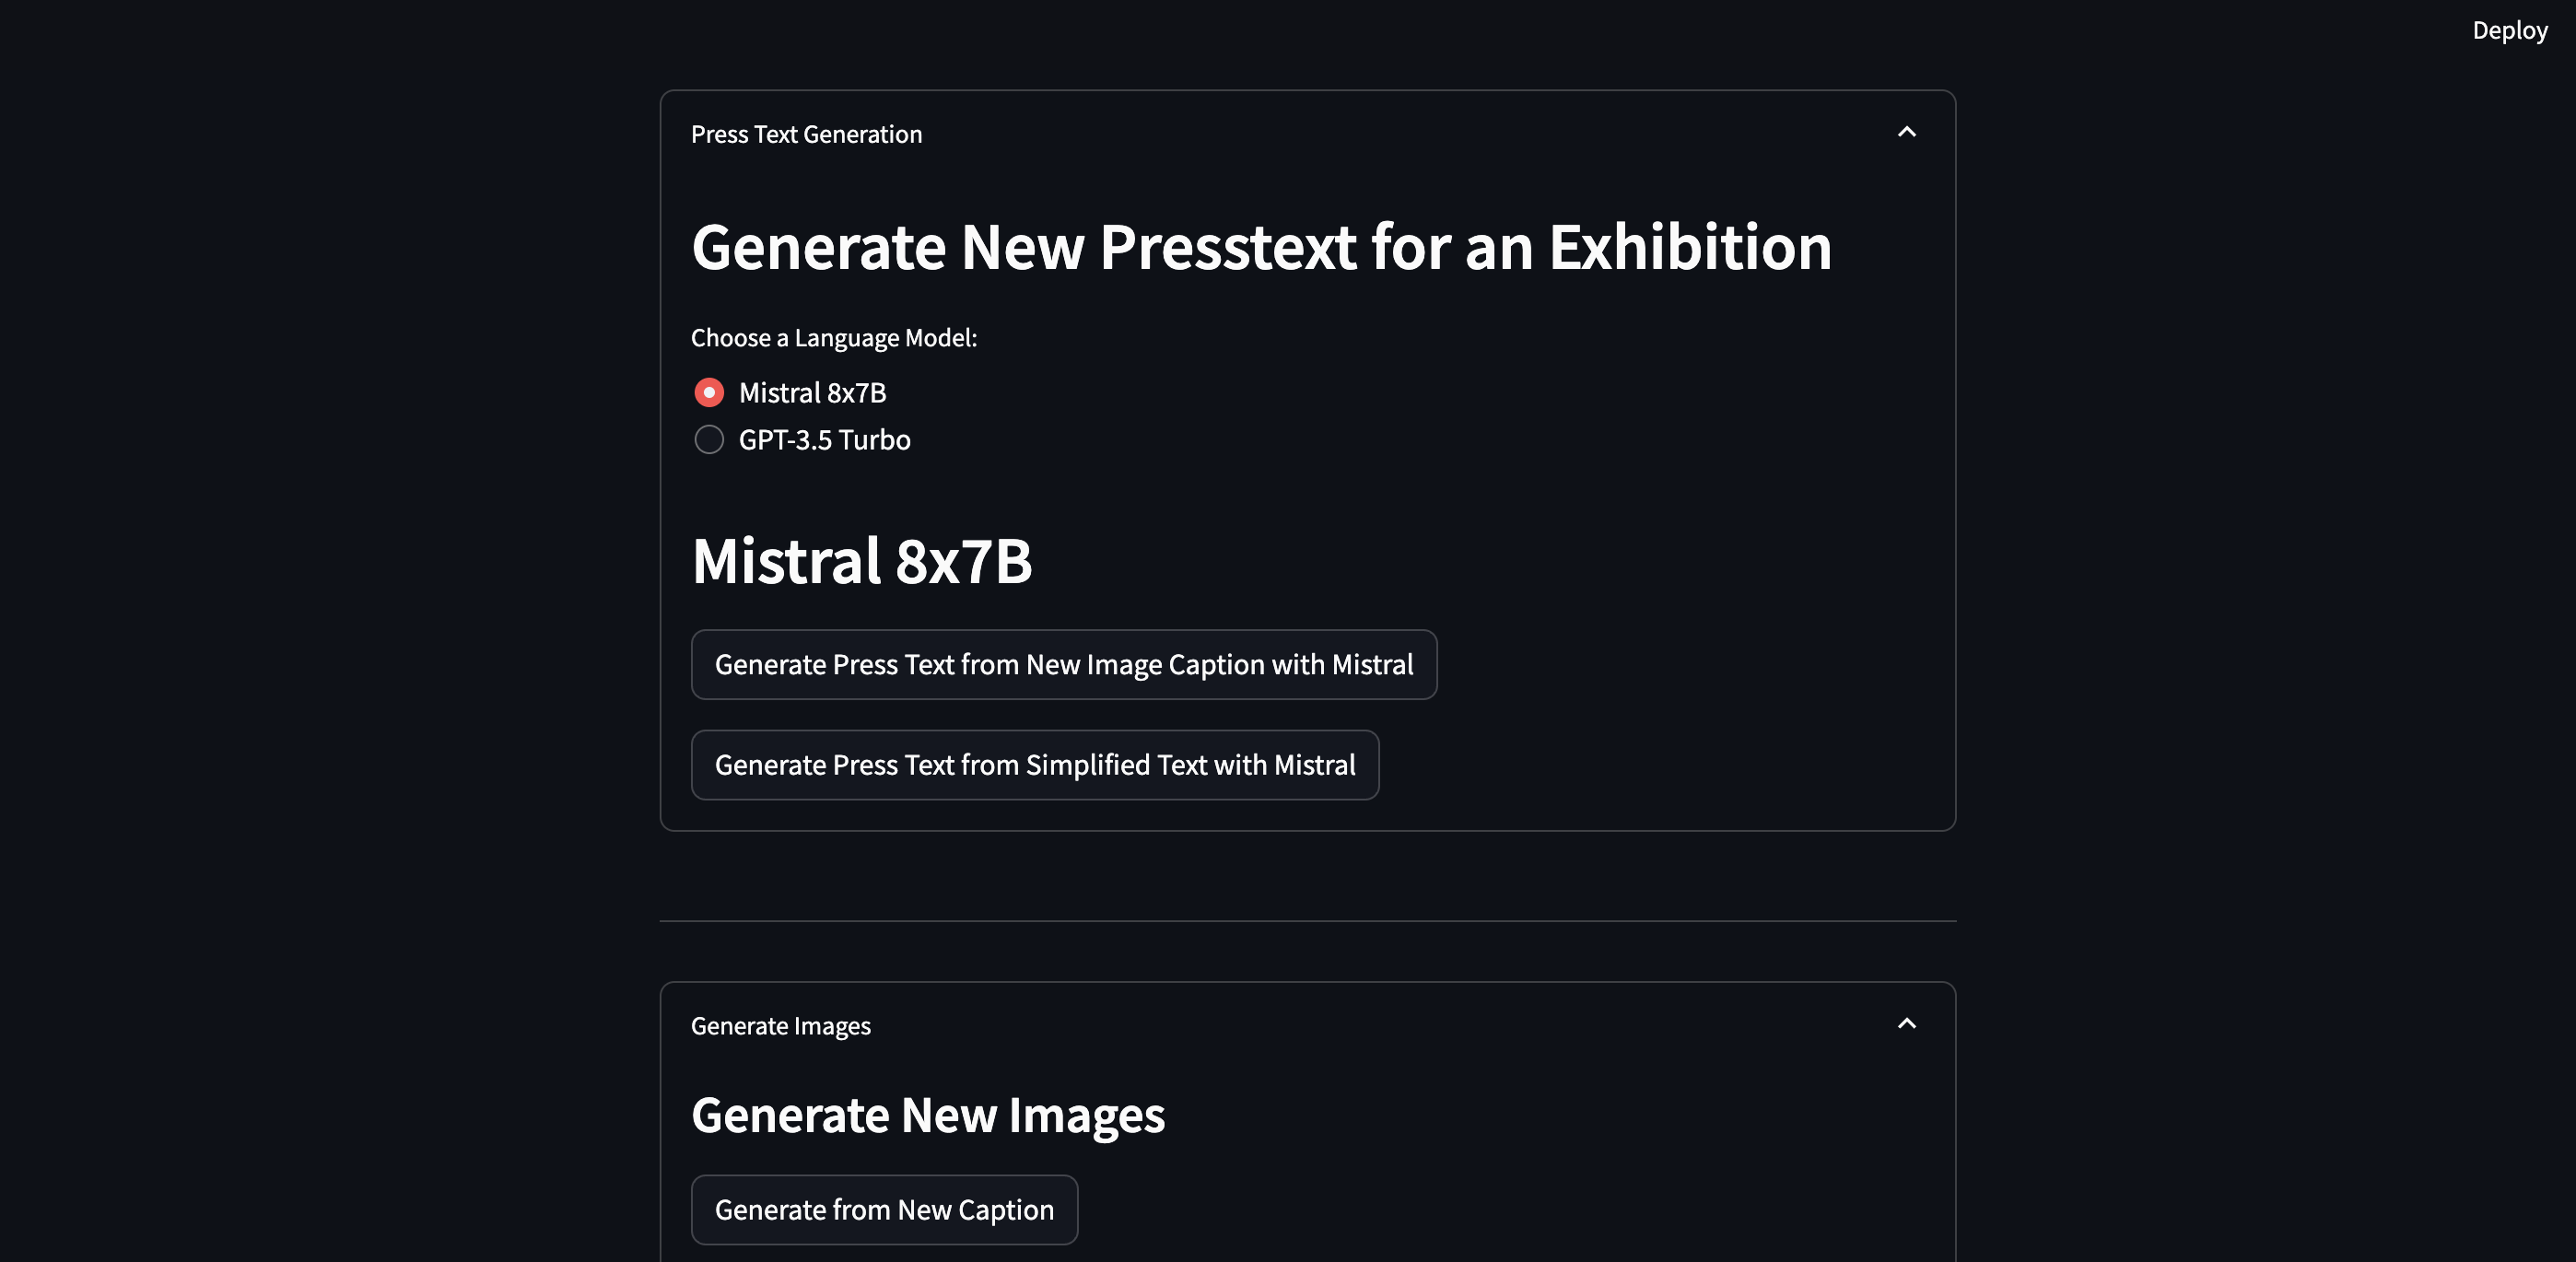 Deploy
Press Text Generation
Generate New Presstext for an Exhibition
Choose a Language Model:
Mistral 8x7B
GPT-3.5 Turbo
Mistral 8x7B
Generate Press Text from New Image Caption with Mistral
Generate Press Text from Simplified Text with Mistral
Generate Images
Generate New Images
Generate from New Caption